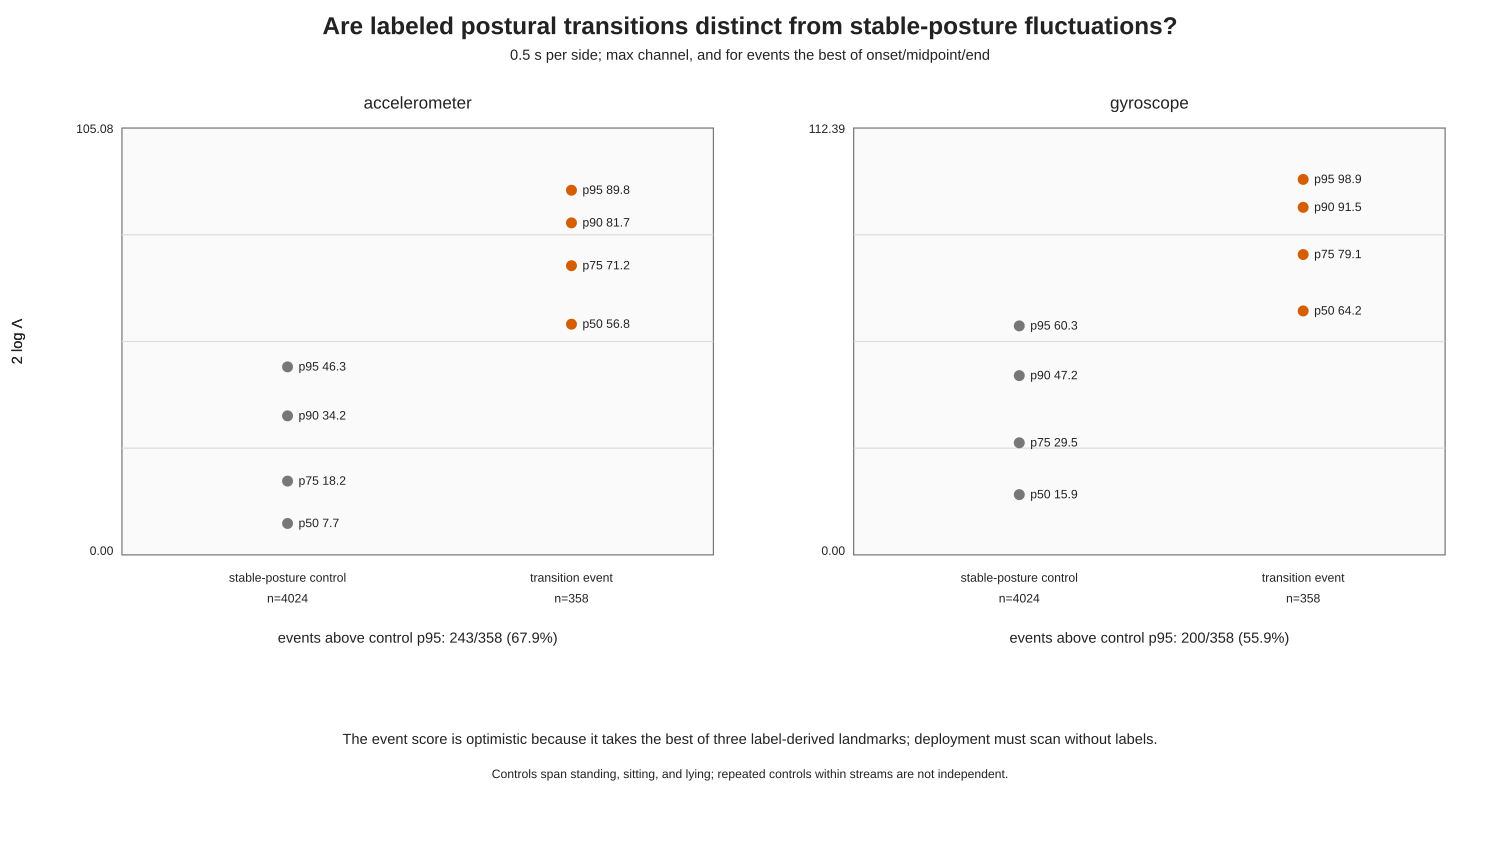 Are labeled postural transitions distinct from stable-posture fluctuations?
0.5 s per side; max channel, and for events the best of onset/midpoint/end
accelerometer
105.08
p95 89.8
p90 81.7
p75 71.2
p50 56.8
p95 46.3
p90 34.2
p75 18.2
p50 7.7
0.00
2 log Λ
stable-posture control
n=4024
transition event
n=358
events above control p95: 243/358 (67.9%)
gyroscope
112.39
p95 98.9
p90 91.5
p75 79.1
p50 64.2
p95 60.3
p90 47.2
p75 29.5
p50 15.9
0.00
stable-posture control
n=4024
transition event
n=358
events above control p95: 200/358 (55.9%)
The event score is optimistic because it takes the best of three label-derived landmarks; deployment must scan without labels.
Controls span standing, sitting, and lying; repeated controls within streams are not independent.